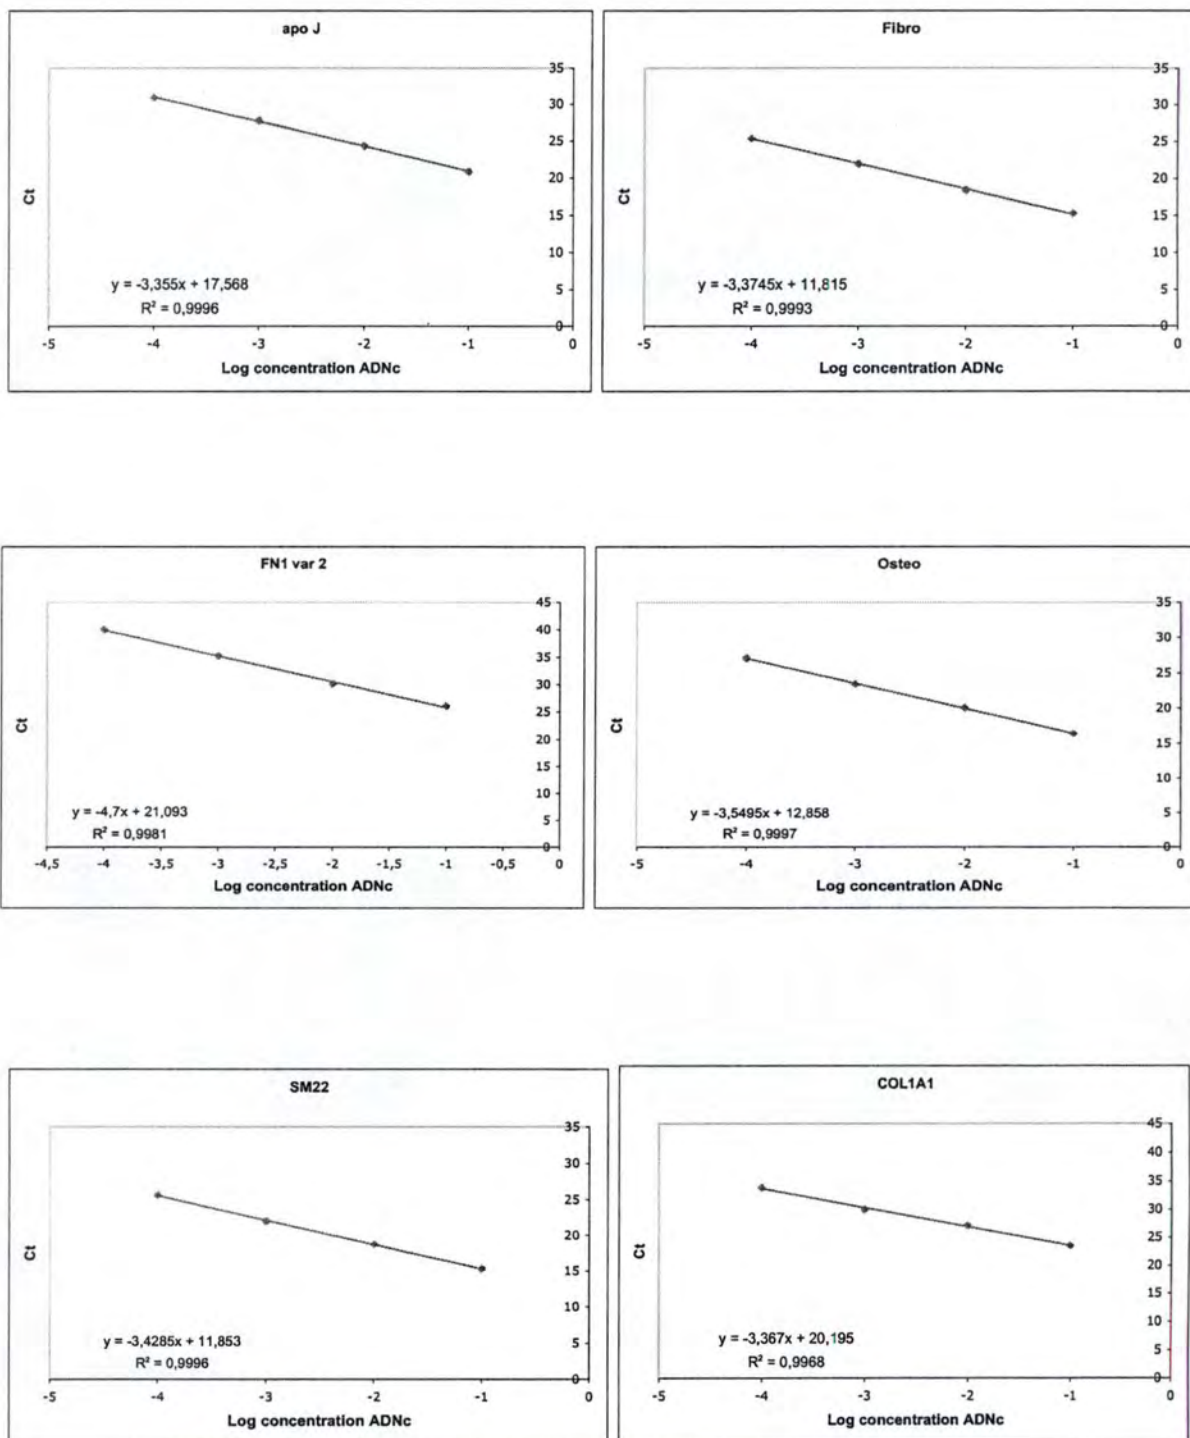 apo J
35
30
25
20
15
10
5
0
Ct
y = -3,355x + 17,568
R² = 0,9996
-5 -4 -3 -2 -1 0
Log concentration ADNc
Fibro
35
30
25
20
15
10
5
0
Ct
y = -3,3745x + 11,815
R² = 0,9993
-5 -4 -3 -2 -1 0
Log concentration ADNc
FN1 var 2
45
40
35
30
25
20
15
10
5
0
Ct
y = -4,7x + 21,093
R² = 0,9981
-4,5 -4 -3,5 -3 -2,5 -2 -1,5 -1 -0,5 0
Log concentration ADNc
Osteo
35
30
25
20
15
10
5
0
Ct
y = -3,5495x + 12,858
R² = 0,9997
-5 -4 -3 -2 -1 0
Log concentration ADNc
SM22
35
30
25
20
15
10
5
0
Ct
y = -3,4285x + 11,853
R² = 0,9996
-5 -4 -3 -2 -1 0
Log concentration ADNc
COL1A1
45
40
35
30
25
20
15
10
5
0
Ct
y = -3,367x + 20,195
R² = 0,9968
-5 -4 -3 -2 -1 0
Log concentration ADNc